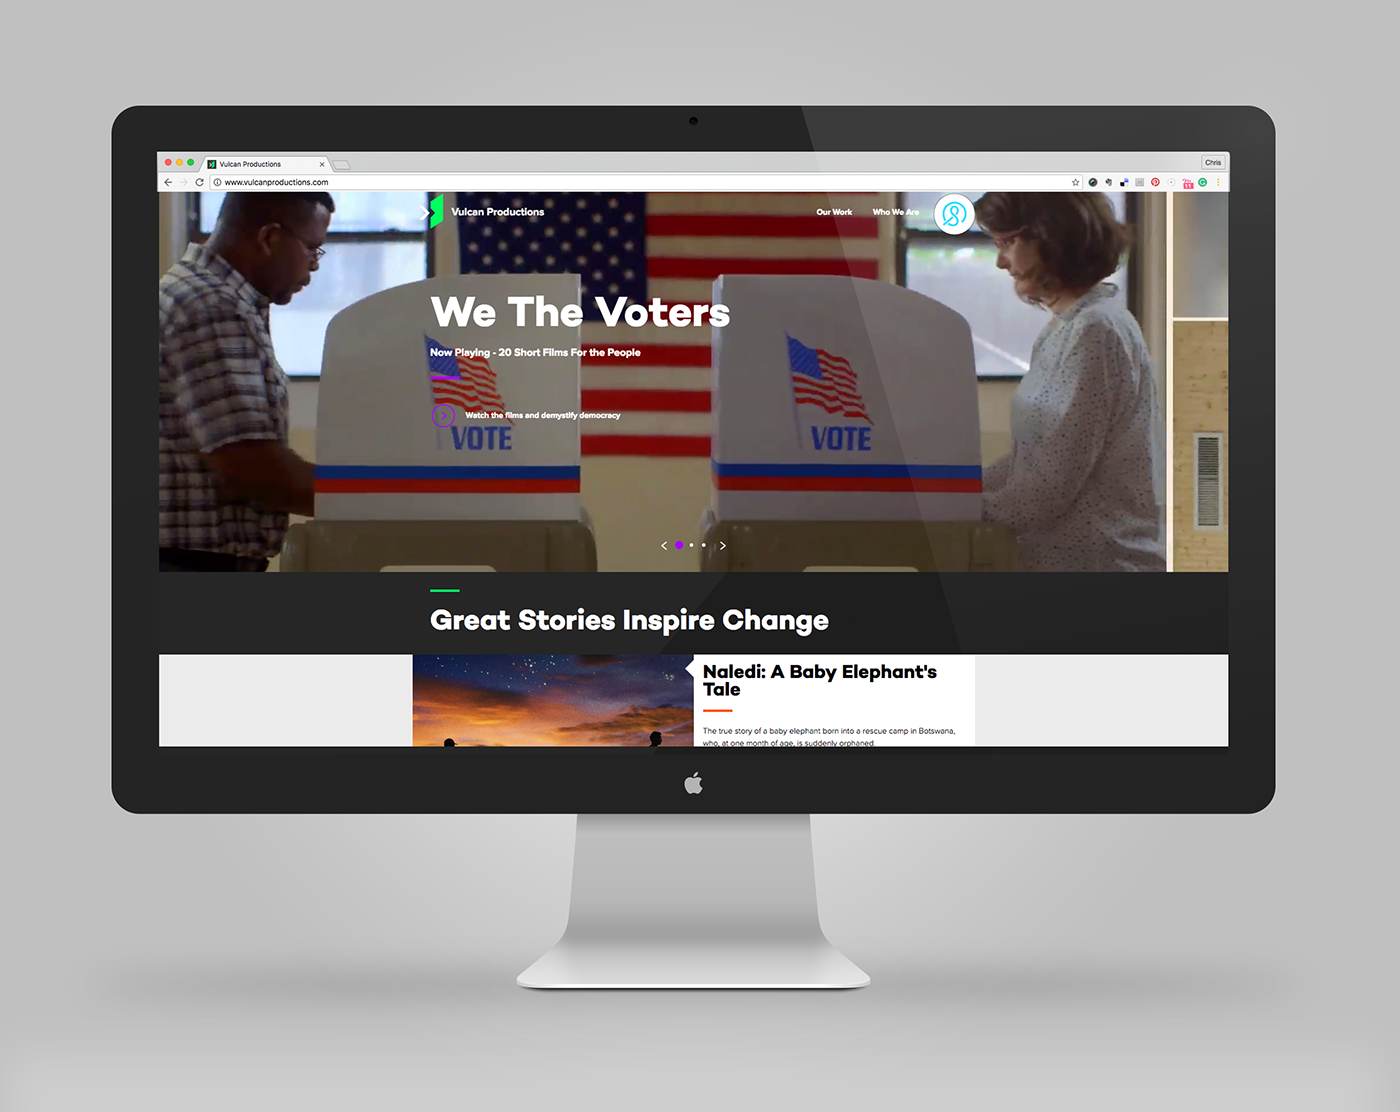 Vulcan Productions
Chris
www.vulcanproductions.com
Vulcan Productions
Our Work
Who We Are
We The Voters
Now Playing - 20 Short Films For the People
Watch the films and demystify democracy
VOTE
VOTE
Great Stories Inspire Change
Naledi: A Baby Elephant's
Tale
The true story of a baby elephant born into a rescue camp in Botswana,
who, at one month of age, is suddenly orphaned.